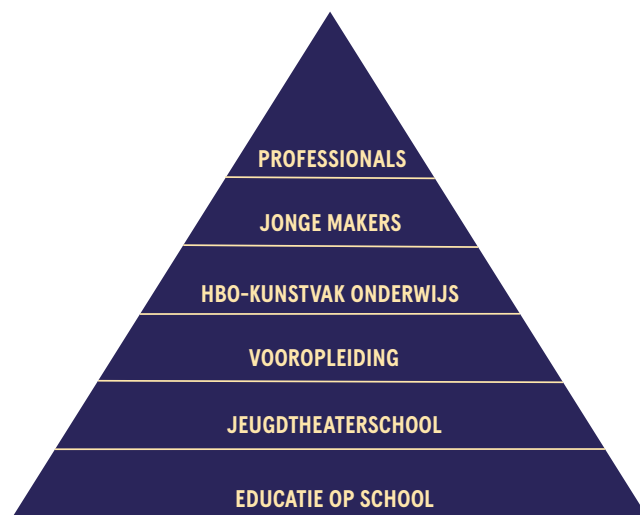 PROFESSIONALS
JONGE MAKERS
HBO-KUNSTVAK ONDERWIJS
VOOROPLEIDING
JEUGDTHEATERSCHOOL
EDUCATIE OP SCHOOL